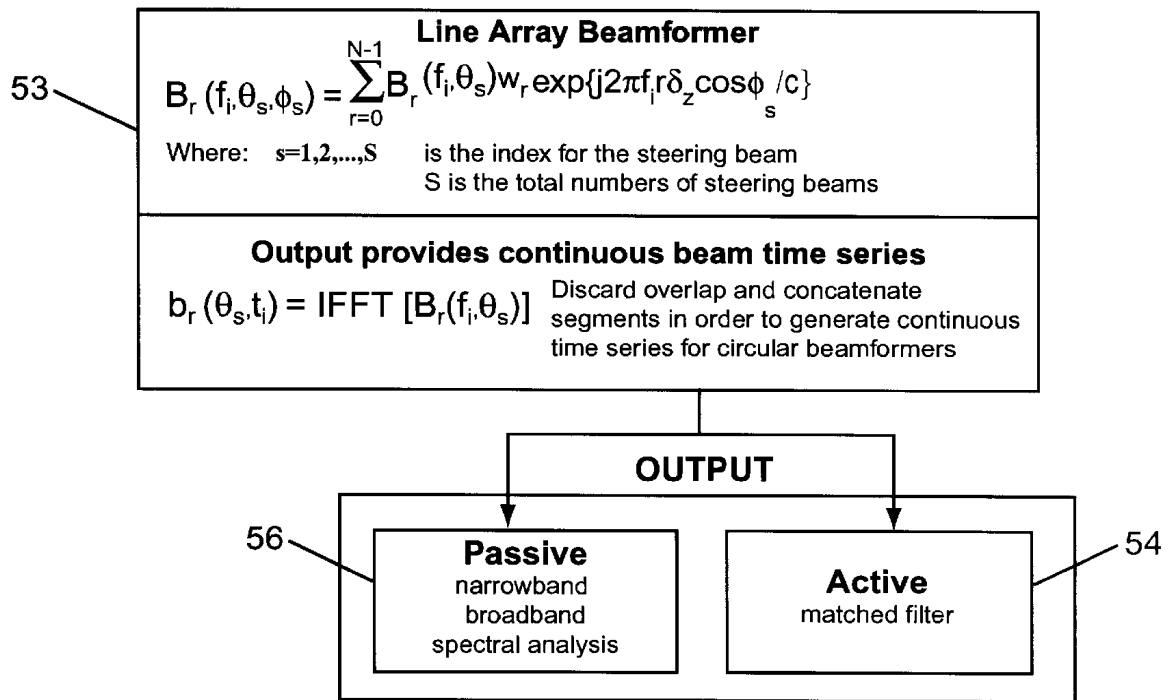 Line Array Beamformer
53
B_r (f_i,θ_s,ϕ_s) = ∑_{r=0}^{N-1} B_r (f_i,θ_s)w_r exp{j2πf_i rδ_z cosϕ_s/c}
Where: s=1,2,...,S is the index for the steering beam
S is the total numbers of steering beams
Output provides continuous beam time series
b_r (θ_s,t_i) = IFFT [B_r(f_i,θ_s)]
Discard overlap and concatenate
segments in order to generate continuous
time series for circular beamformers
OUTPUT
56
Passive
narrowband
broadband
spectral analysis
54
Active
matched filter